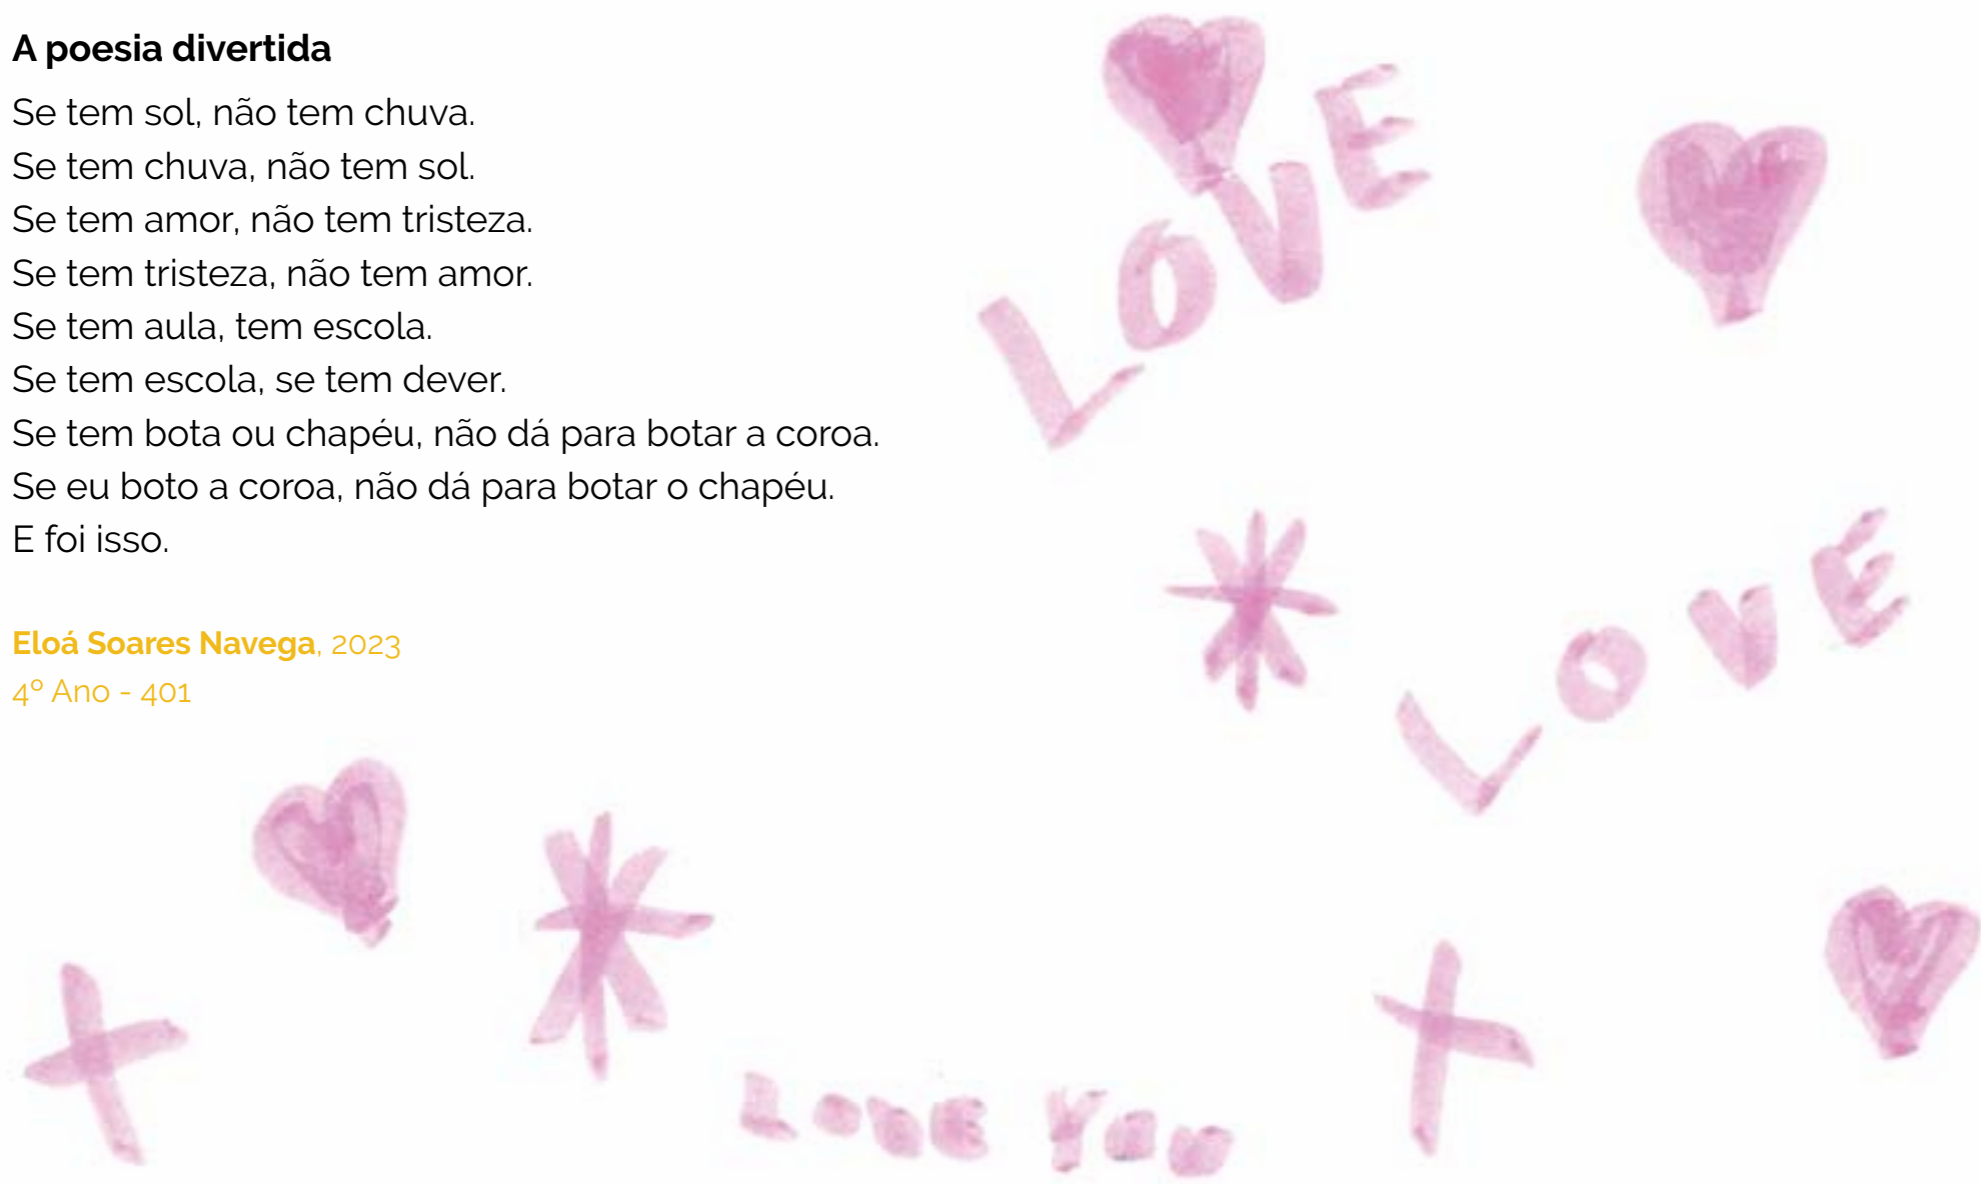 A poesia divertida
Se tem sol, não tem chuva.
Se tem chuva, não tem sol.
Se tem amor, não tem tristeza.
Se tem tristeza, não tem amor.
Se tem aula, tem escola.
Se tem escola, se tem dever.
Se tem bota ou chapéu, não dá para botar a coroa.
Se eu boto a coroa, não dá para botar o chapéu.
E foi isso.
Eloá Soares Navega, 2023
4º Ano - 401
LOVE
LOVE
LOVE YOU